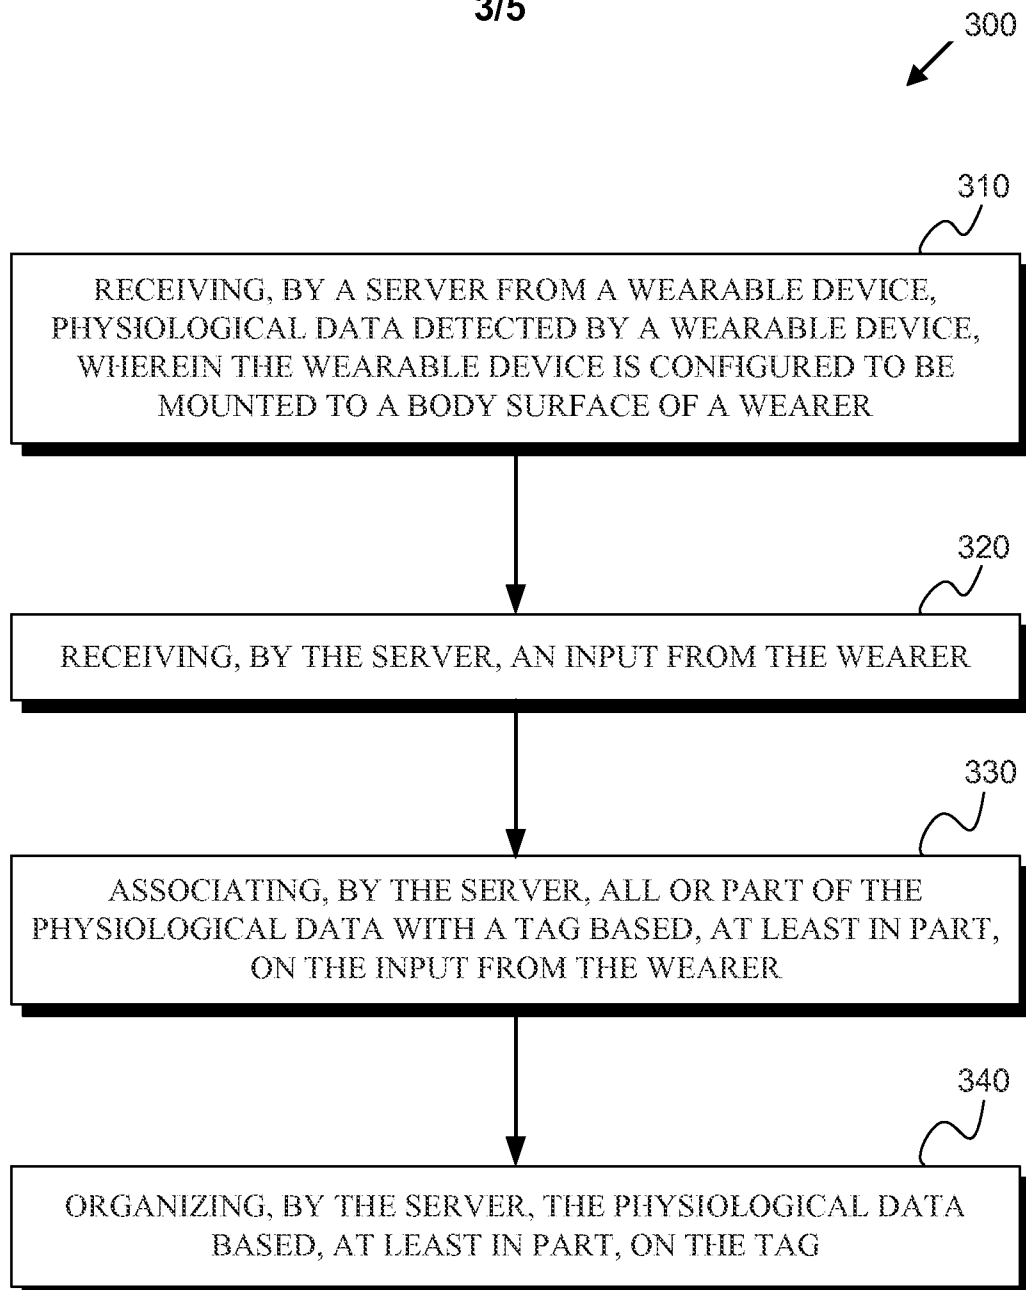 3/5
300
310
RECEIVING, BY A SERVER FROM A WEARABLE DEVICE,
PHYSIOLOGICAL DATA DETECTED BY A WEARABLE DEVICE,
WHEREIN THE WEARABLE DEVICE IS CONFIGURED TO BE
MOUNTED TO A BODY SURFACE OF A WEARER
320
RECEIVING, BY THE SERVER, AN INPUT FROM THE WEARER
330
ASSOCIATING, BY THE SERVER, ALL OR PART OF THE
PHYSIOLOGICAL DATA WITH A TAG BASED, AT LEAST IN PART,
ON THE INPUT FROM THE WEARER
340
ORGANIZING, BY THE SERVER, THE PHYSIOLOGICAL DATA
BASED, AT LEAST IN PART, ON THE TAG